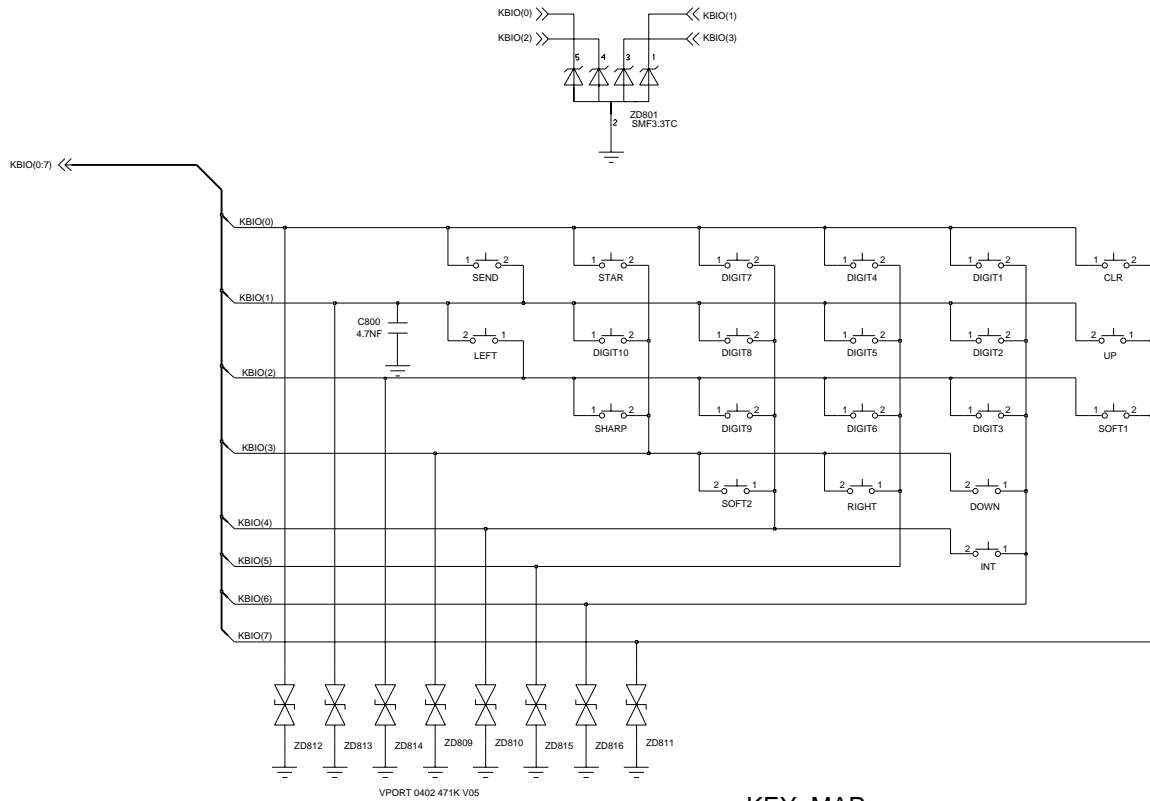 KBIO(0)
KBIO(1)
KBIO(2)
KBIO(3)
5 4 3 1
2
ZD801
SMF3.3TC
KBIO(0:7)
KBIO(0)
1 2 1 2 1 2 1 2 1 2 1 2
SEND STAR DIGIT7 DIGIT4 DIGIT1 CLR
KBIO(1)
C800
4.7NF
2 1 1 2 1 2 1 2 1 2 2 1
LEFT DIGIT10 DIGIT8 DIGIT5 DIGIT2 UP
KBIO(2)
1 2 1 2 1 2 1 2 1 2
SHARP DIGIT9 DIGIT6 DIGIT3 SOFT1
KBIO(3)
2 1 2 1 2 1
SOFT2 RIGHT DOWN
KBIO(4)
2 1
INT
KBIO(5)
KBIO(6)
KBIO(7)
ZD812 ZD813 ZD814 ZD809 ZD810 ZD815 ZD816 ZD811
VPORT 0402 471K V05
KEY MAP